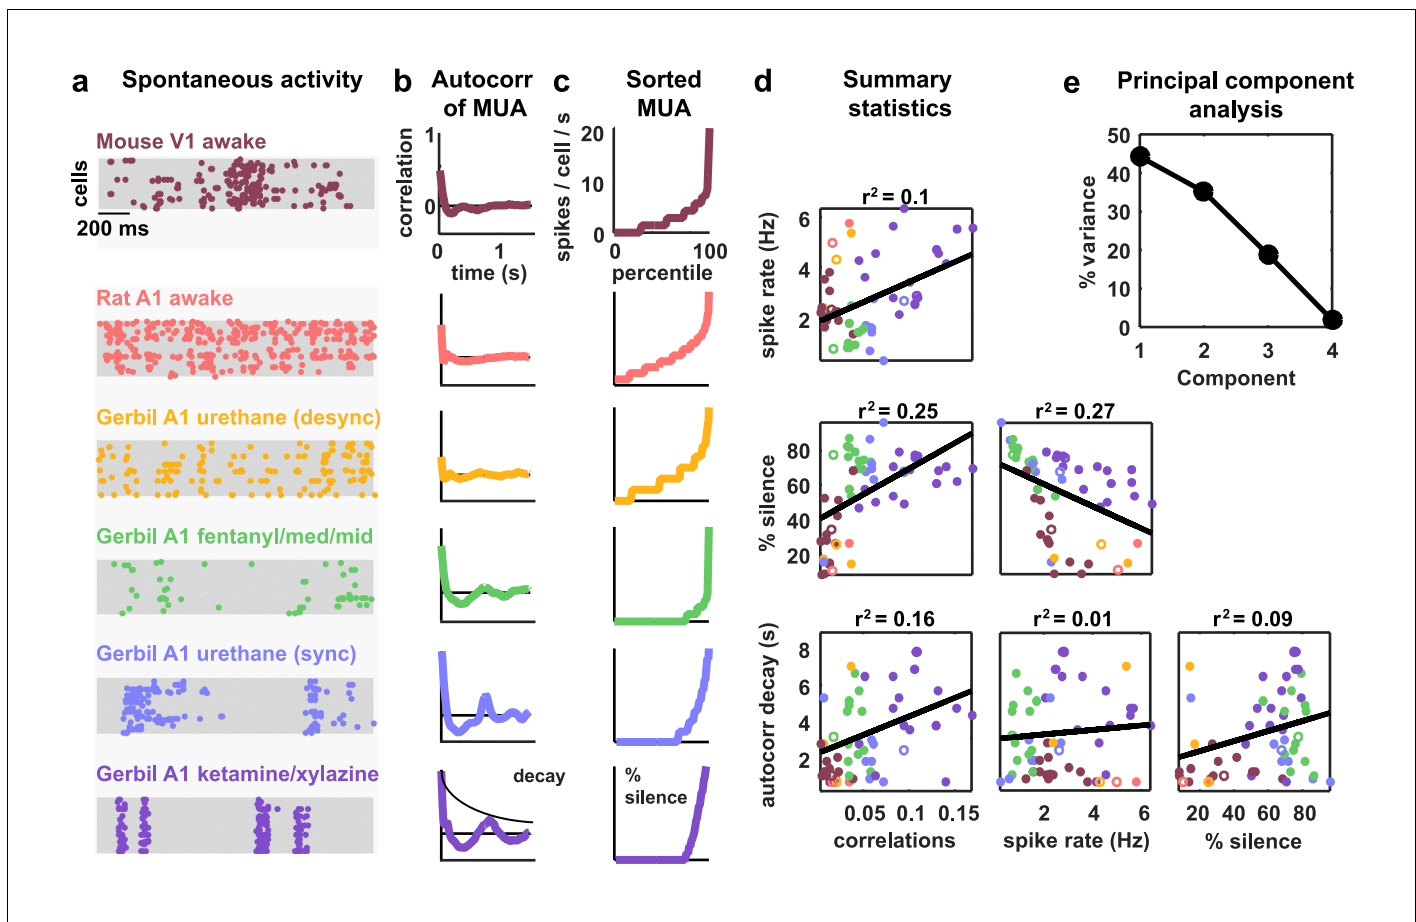 a Spontaneous activity
b Autocorr of MUA
c Sorted MUA
d Summary statistics
e Principal component analysis
Mouse V1 awake
cells
200 ms
correlation
1
0
0 1
time (s)
spikes / cell / s
20
10
0
0 100
percentile
Rat A1 awake
Gerbil A1 urethane (desync)
Gerbil A1 fentanyl/med/mid
Gerbil A1 urethane (sync)
Gerbil A1 ketamine/xylazine
decay
%
silence
r² = 0.1
spike rate (Hz)
6
4
2
r² = 0.25
% silence
80
60
40
20
r² = 0.27
r² = 0.16
autocorr decay (s)
8
6
4
2
0.05 0.1 0.15
correlations
r² = 0.01
2 4 6
spike rate (Hz)
r² = 0.09
20 40 60 80
% silence
% variance
50
40
30
20
10
0
1 2 3 4
Component